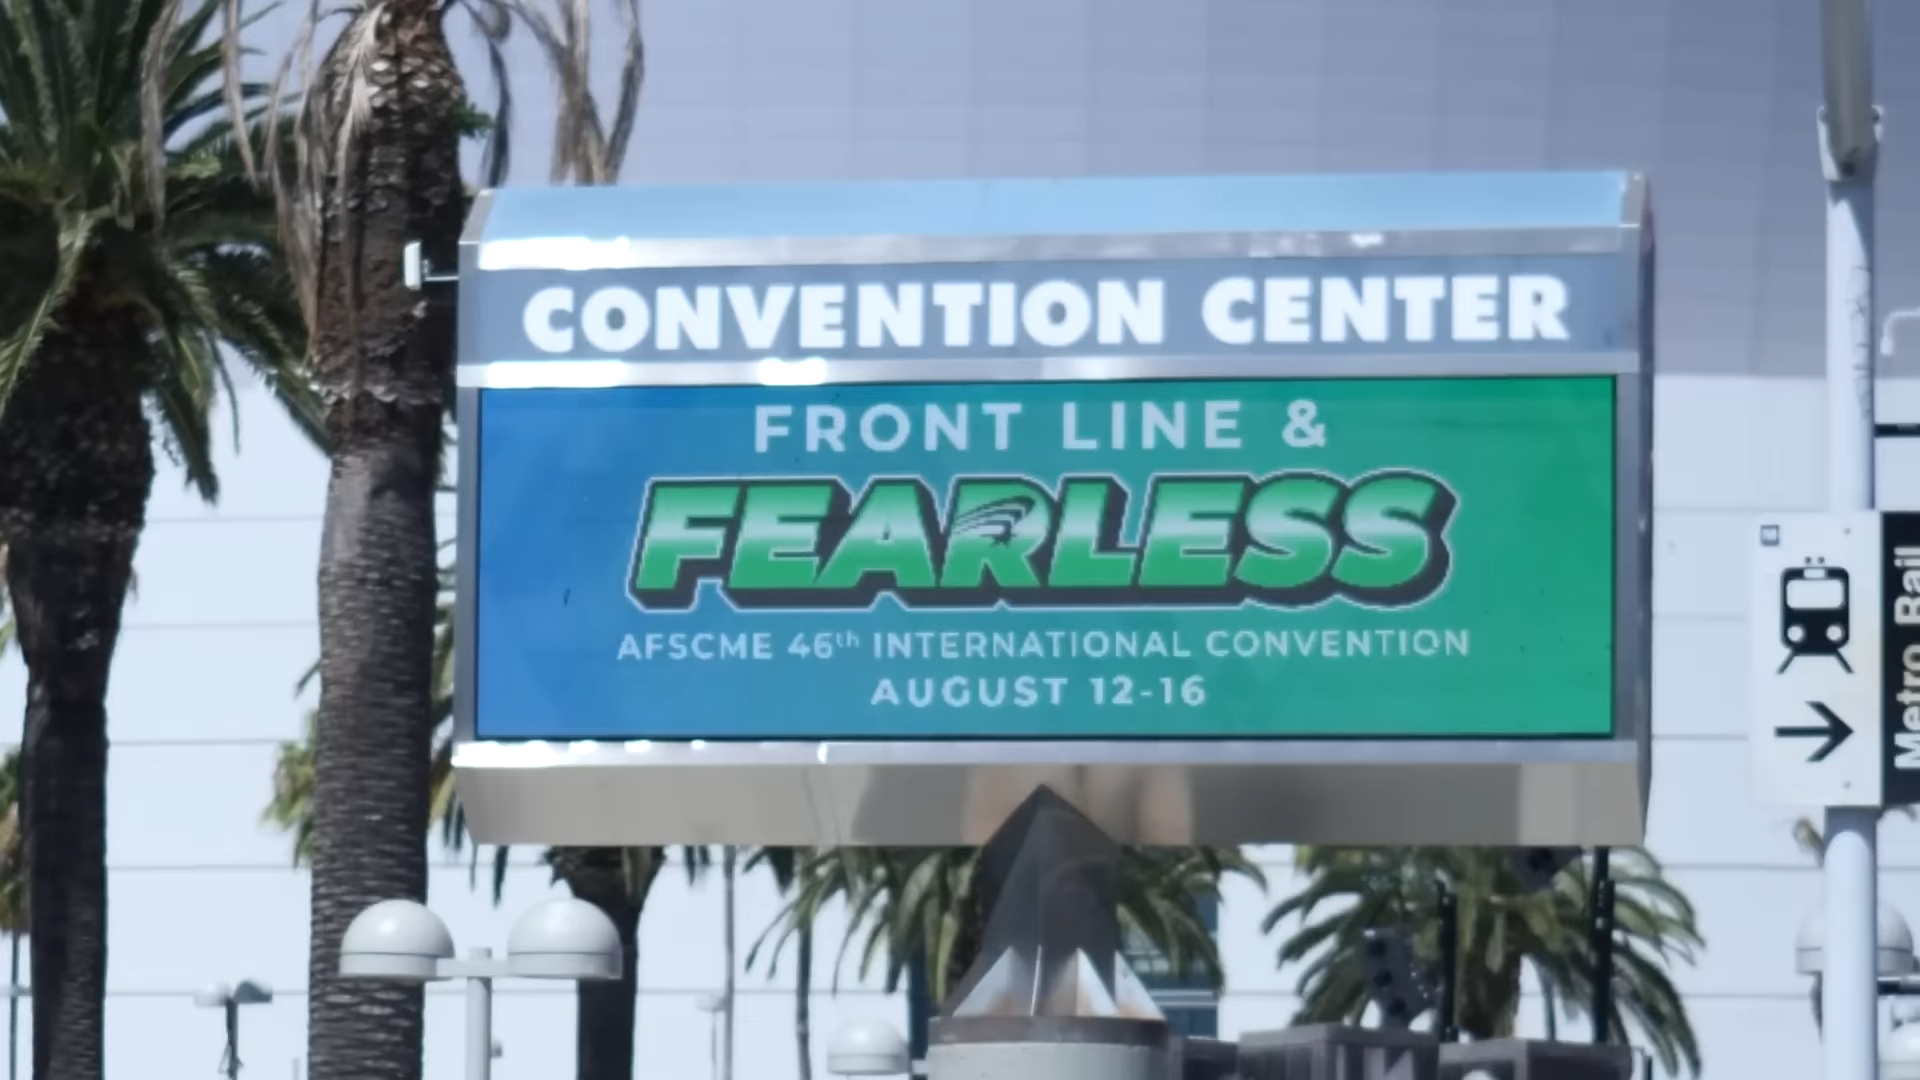 CONVENTION CENTER
FRONT LINE &
FEARLESS
AFSCME 46th INTERNATIONAL CONVENTION
AUGUST 12-16
Metro Rail